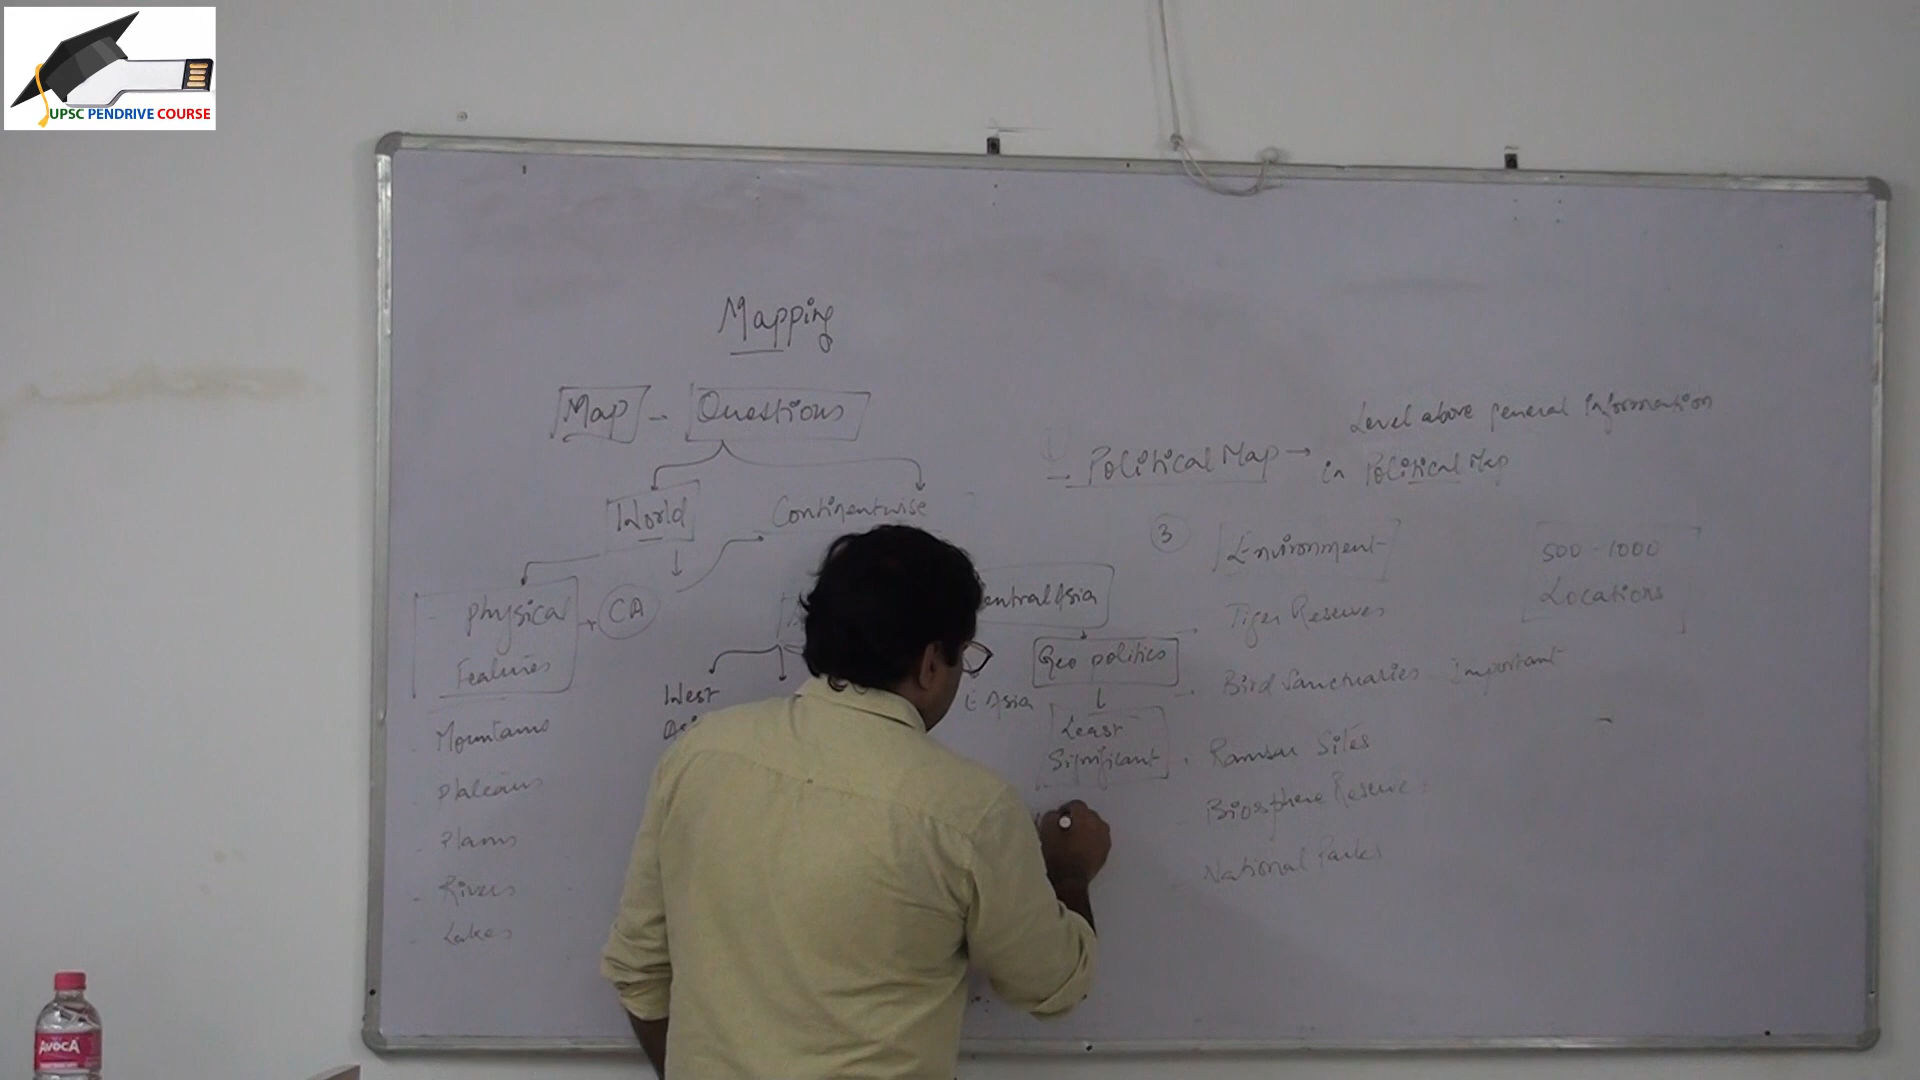 UPSC PENDRIVE COURSE
Mapping
Map - Questions
World
Continentwise
Physical
Features
CA
Mountains
Plateaus
Plains
Rivers
Lakes
West
entral Asia
E Asia
Geo politics
Least
Significant
Political Map → Level above general information
in Political Map
3
Environment
Tiger Reserves
Bird Sanctuaries important
Ramsar Sites
Biosphere Reserve
National Parks
500-1000
Locations
AVOCA